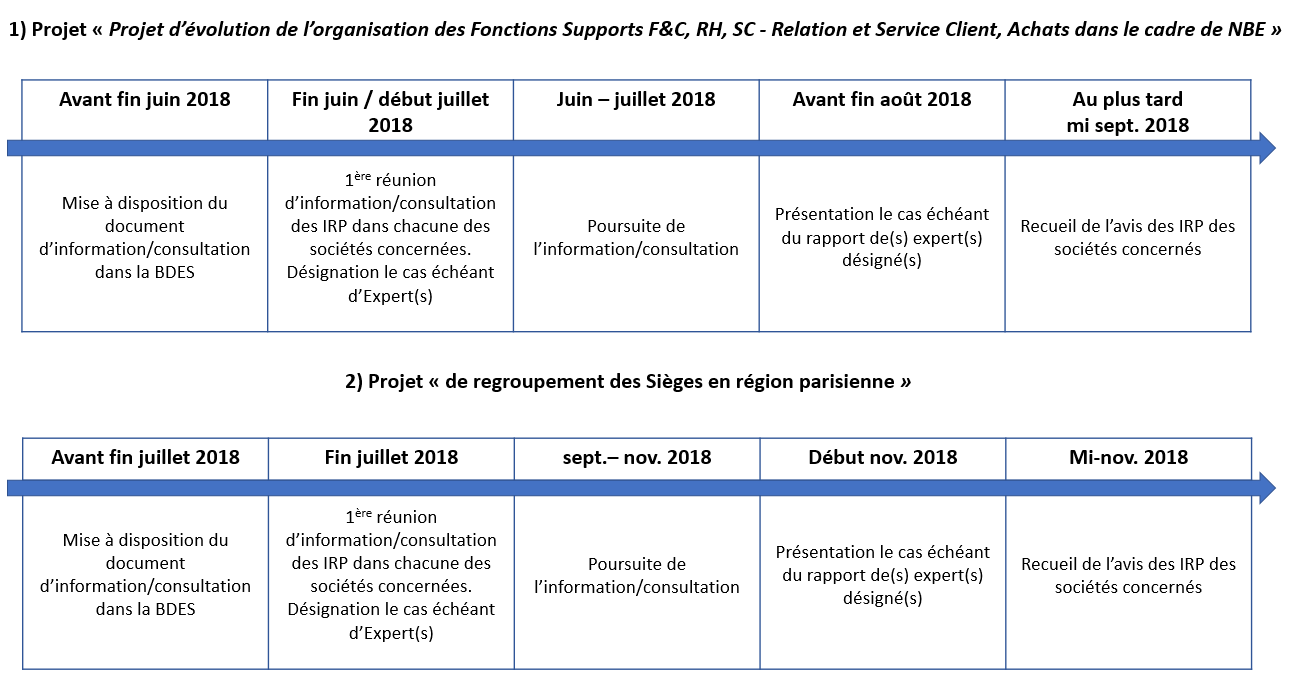 1) Projet « Projet d’évolution de l’organisation des Fonctions Supports F&C, RH, SC - Relation et Service Client, Achats dans le cadre de NBE »
Avant fin juin 2018
Fin juin / début juillet
2018
Juin – juillet 2018
Avant fin août 2018
Au plus tard
mi sept. 2018
Mise à disposition du
document
d’information/consultation
dans la BDES
1ère réunion
d’information/consultation
des IRP dans chacune des
sociétés concernées.
Désignation le cas échéant
d’Expert(s)
Poursuite de
l’information/consultation
Présentation le cas échéant
du rapport de(s) expert(s)
désigné(s)
Recueil de l’avis des IRP des
sociétés concernés
2) Projet « de regroupement des Sièges en région parisienne »
Avant fin juillet 2018
Fin juillet 2018
sept.– nov. 2018
Début nov. 2018
Mi-nov. 2018
Mise à disposition du
document
d’information/consultation
dans la BDES
1ère réunion
d’information/consultation
des IRP dans chacune des
sociétés concernées.
Désignation le cas échéant
d’Expert(s)
Poursuite de
l’information/consultation
Présentation le cas échéant
du rapport de(s) expert(s)
désigné(s)
Recueil de l’avis des IRP des
sociétés concernés